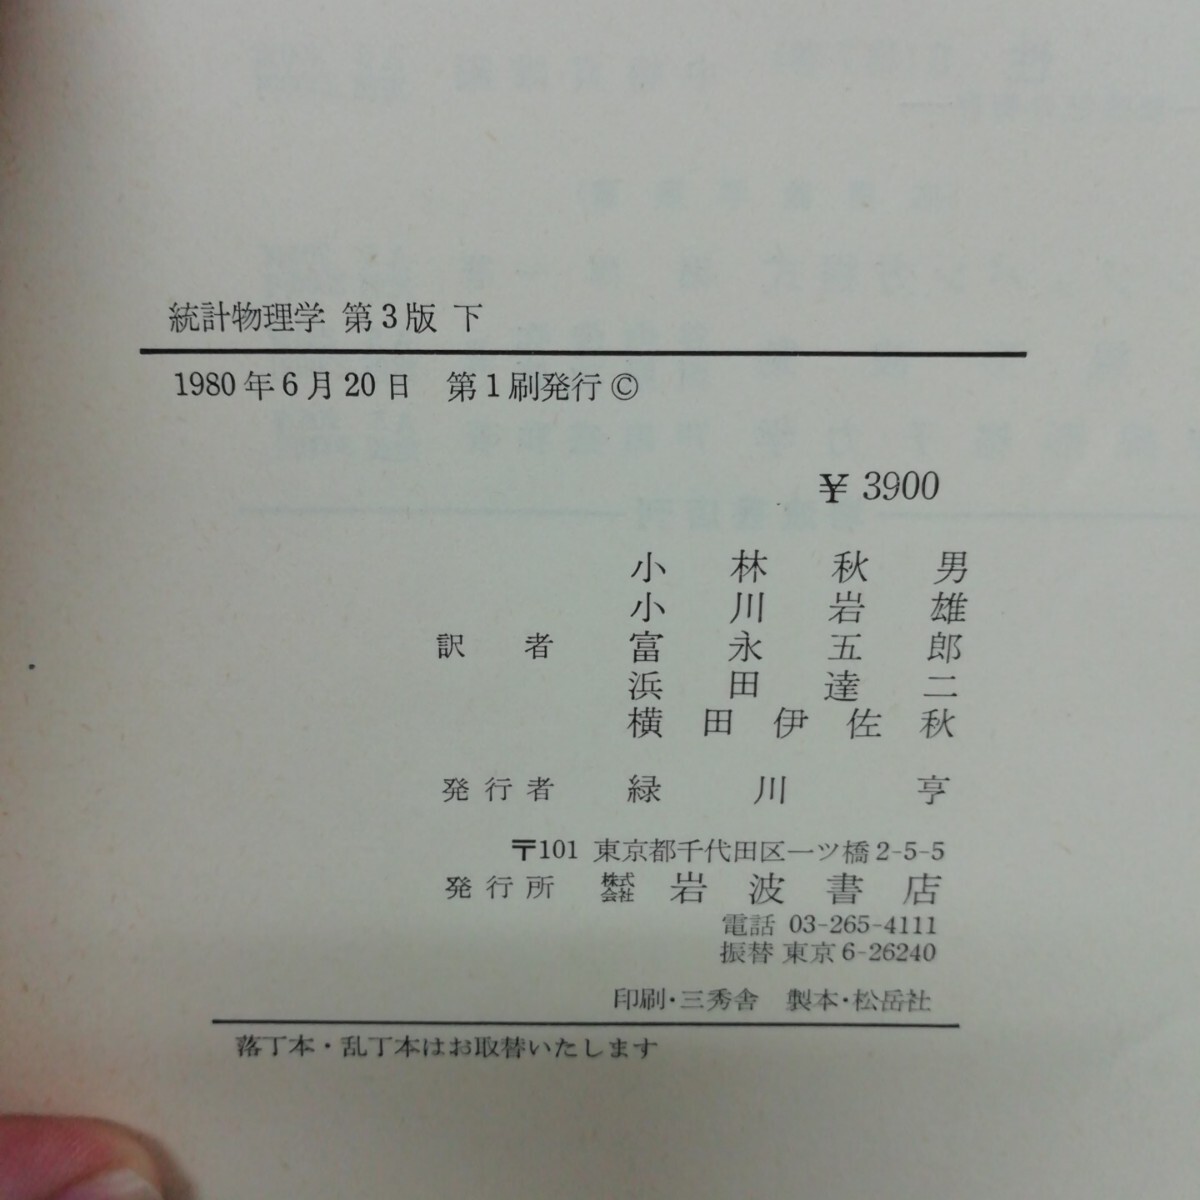 統計物理学 第3版 下
1980年6月20日 第1刷発行©
¥3900
小林秋男
小川岩雄
訳者 富永五郎
浜田達二
横田伊佐秋
発行者 緑川亨
〒101 東京都千代田区一ツ橋2-5-5
発行所 株式会社 岩波書店
電話 03-265-4111
振替 東京6-26240
印刷・三秀舎 製本・松岳社
落丁本・乱丁本はお取替いたします